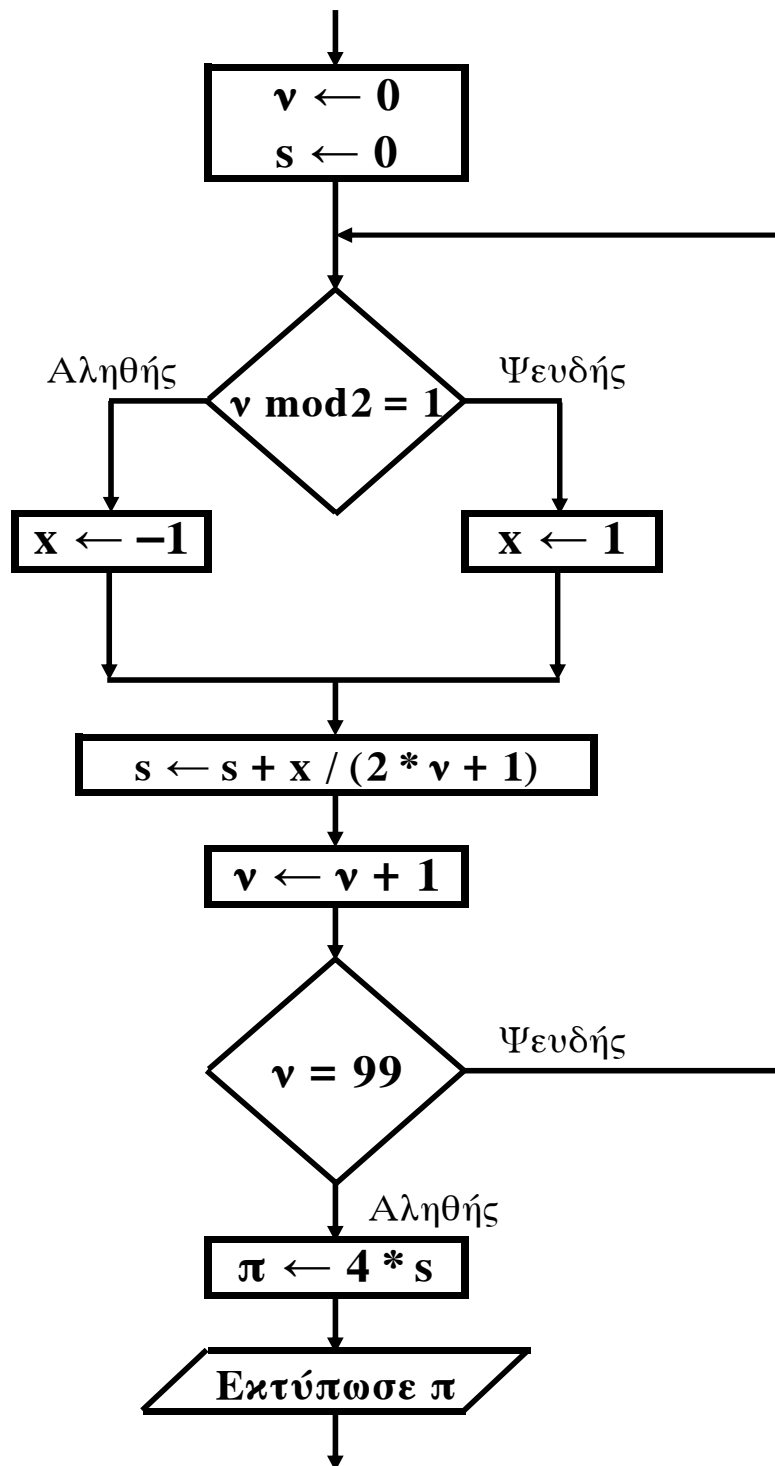 ν ← 0
s ← 0
Αληθής
Ψευδής
ν mod2 = 1
x ← −1
x ← 1
s ← s + x / (2 * ν + 1)
ν ← ν + 1
Ψευδής
ν = 99
Αληθής
π ← 4 * s
Εκτύπωσε π